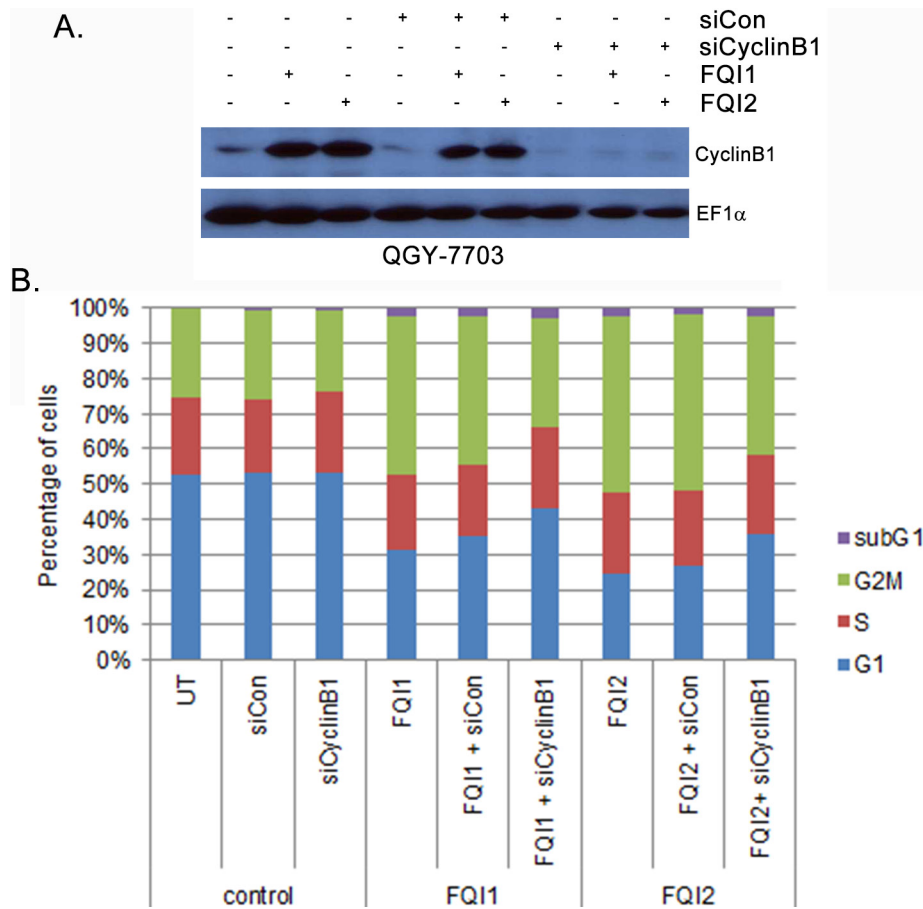 A.
- - - + + + - - - siCon
- - - - - - + + + siCyclinB1
- + - - + - - + - FQI1
- - + - - + - - + FQI2
CyclinB1
EF1α
QGY-7703
B.
Percentage of cells
100%
90%
80%
70%
60%
50%
40%
30%
20%
10%
0%
subG1
G2M
S
G1
UT
siCon
siCyclinB1
FQI1
FQI1 + siCon
FQI1 + siCyclinB1
FQI2
FQI2 + siCon
FQI2+ siCyclinB1
control
FQI1
FQI2